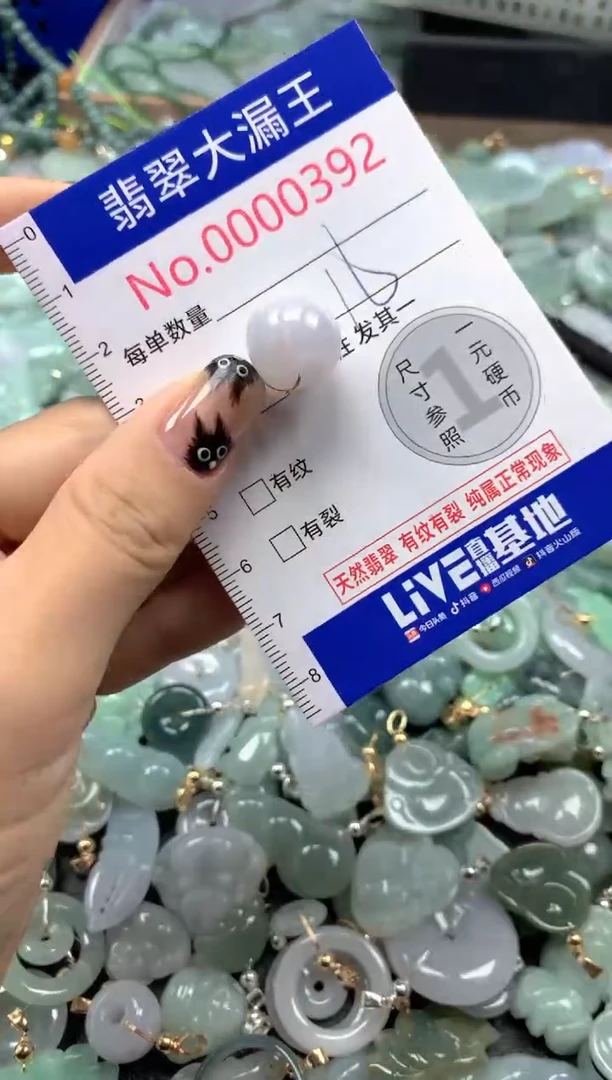 翡翠大漏王
No.0000392
0
1
2
每单数量
16
发其一
一元硬币
1
尺寸参照
5
有纹
6
有裂
天然翡翠 有纹有裂 纯属正常现象
7
LiVE直播基地
8
今日头条 抖音 西瓜视频 抖音火山版